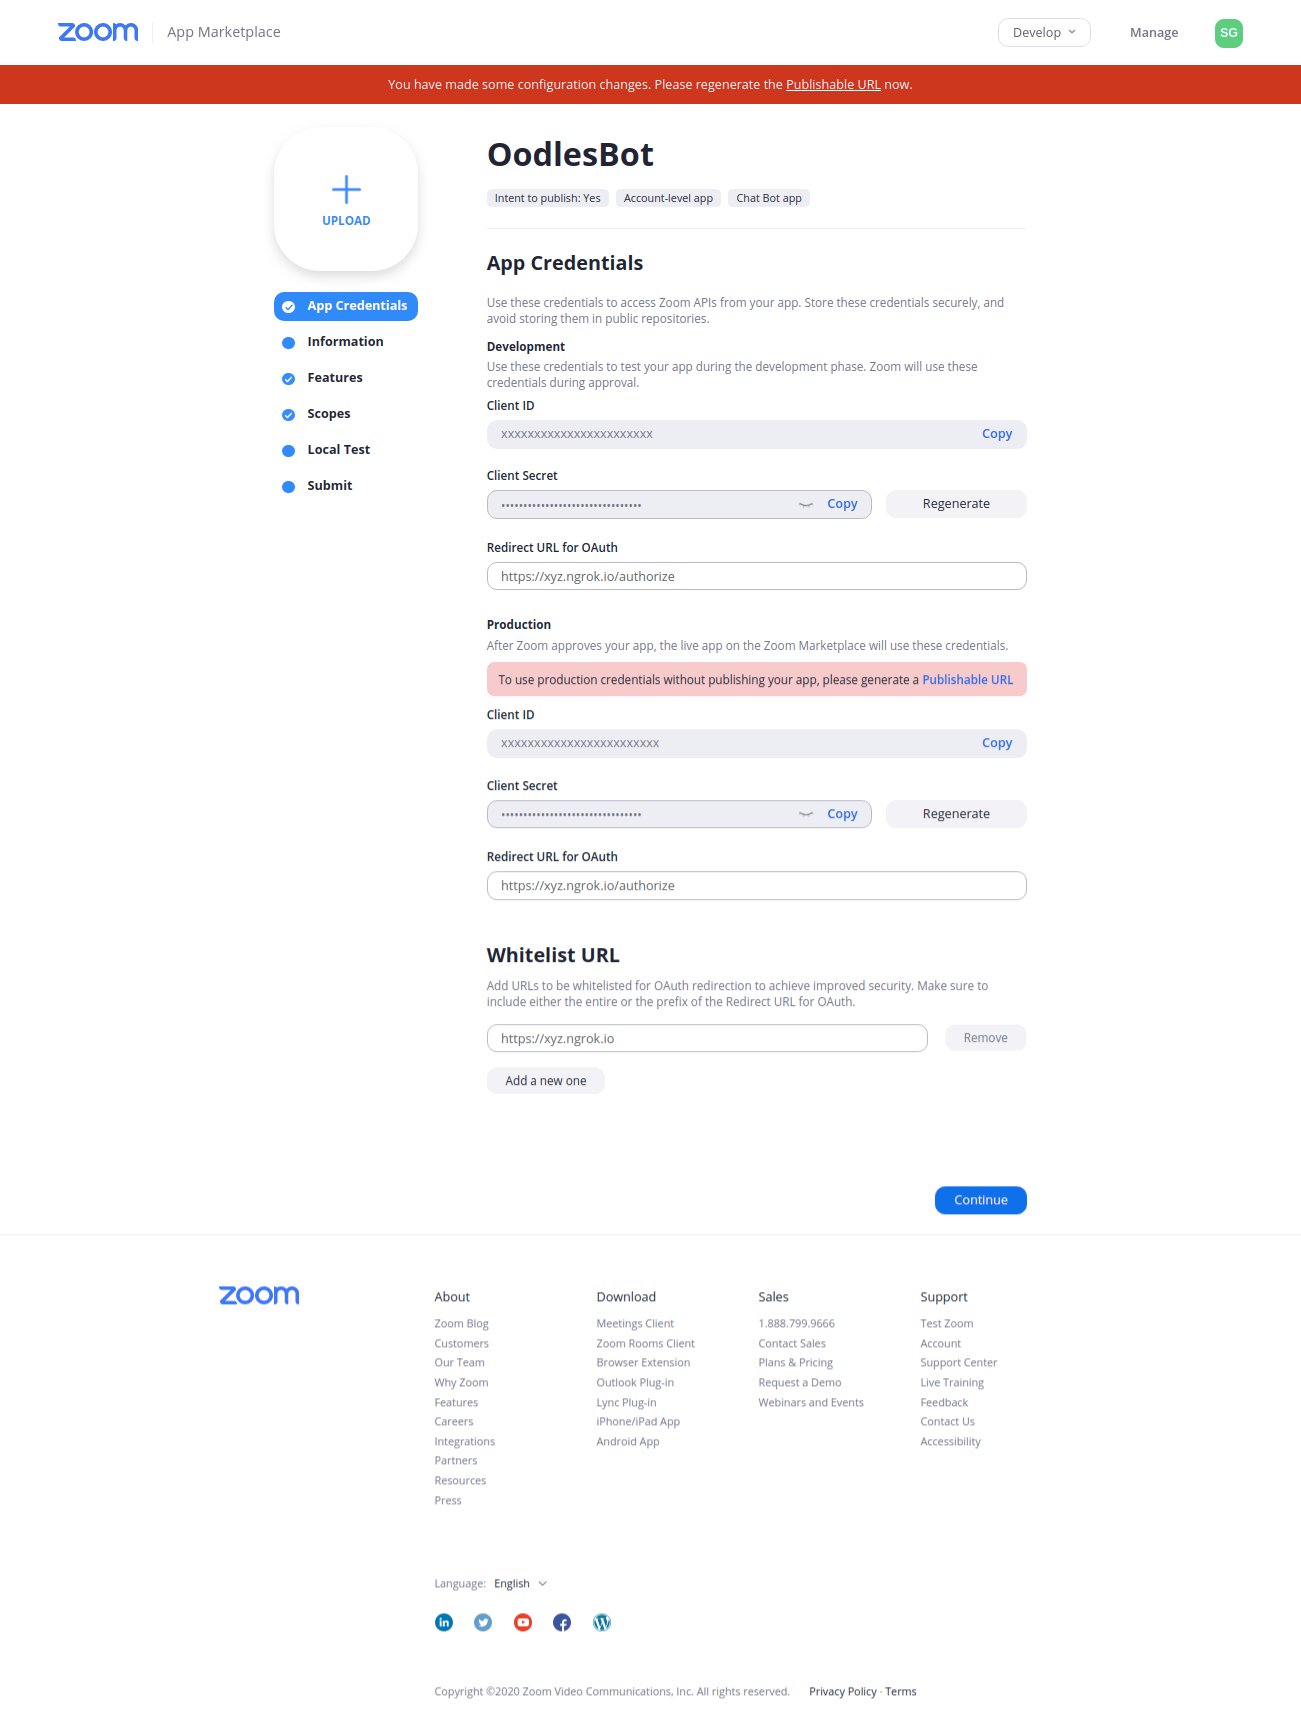 zoom App Marketplace Develop Manage SG
You have made some configuration changes. Please regenerate the Publishable URL now.
UPLOAD
App Credentials
Information
Features
Scopes
Local Test
Submit
OodlesBot
Intent to publish: Yes Account-level app Chat Bot app
App Credentials
Use these credentials to access Zoom APIs from your app. Store these credentials securely, and
avoid storing them in public repositories.
Development
Use these credentials to test your app during the development phase. Zoom will use these
credentials during approval.
Client ID
xxxxxxxxxxxxxxxxxxxxxxx Copy
Client Secret
•••••••••••••••••••••••••••••••• Copy Regenerate
Redirect URL for OAuth
https://xyz.ngrok.io/authorize
Production
After Zoom approves your app, the live app on the Zoom Marketplace will use these credentials.
To use production credentials without publishing your app, please generate a Publishable URL
Client ID
xxxxxxxxxxxxxxxxxxxxxxxx Copy
Client Secret
•••••••••••••••••••••••••••••••• Copy Regenerate
Redirect URL for OAuth
https://xyz.ngrok.io/authorize
Whitelist URL
Add URLs to be whitelisted for OAuth redirection to achieve improved security. Make sure to
include either the entire or the prefix of the Redirect URL for OAuth.
https://xyz.ngrok.io Remove
Add a new one
Continue
zoom
About
Zoom Blog
Customers
Our Team
Why Zoom
Features
Careers
Integrations
Partners
Resources
Press
Download
Meetings Client
Zoom Rooms Client
Browser Extension
Outlook Plug-in
Lync Plug-in
iPhone/iPad App
Android App
Sales
1.888.799.9666
Contact Sales
Plans & Pricing
Request a Demo
Webinars and Events
Support
Test Zoom
Account
Support Center
Live Training
Feedback
Contact Us
Accessibility
Language: English
Copyright ©2020 Zoom Video Communications, Inc. All rights reserved. Privacy Policy · Terms